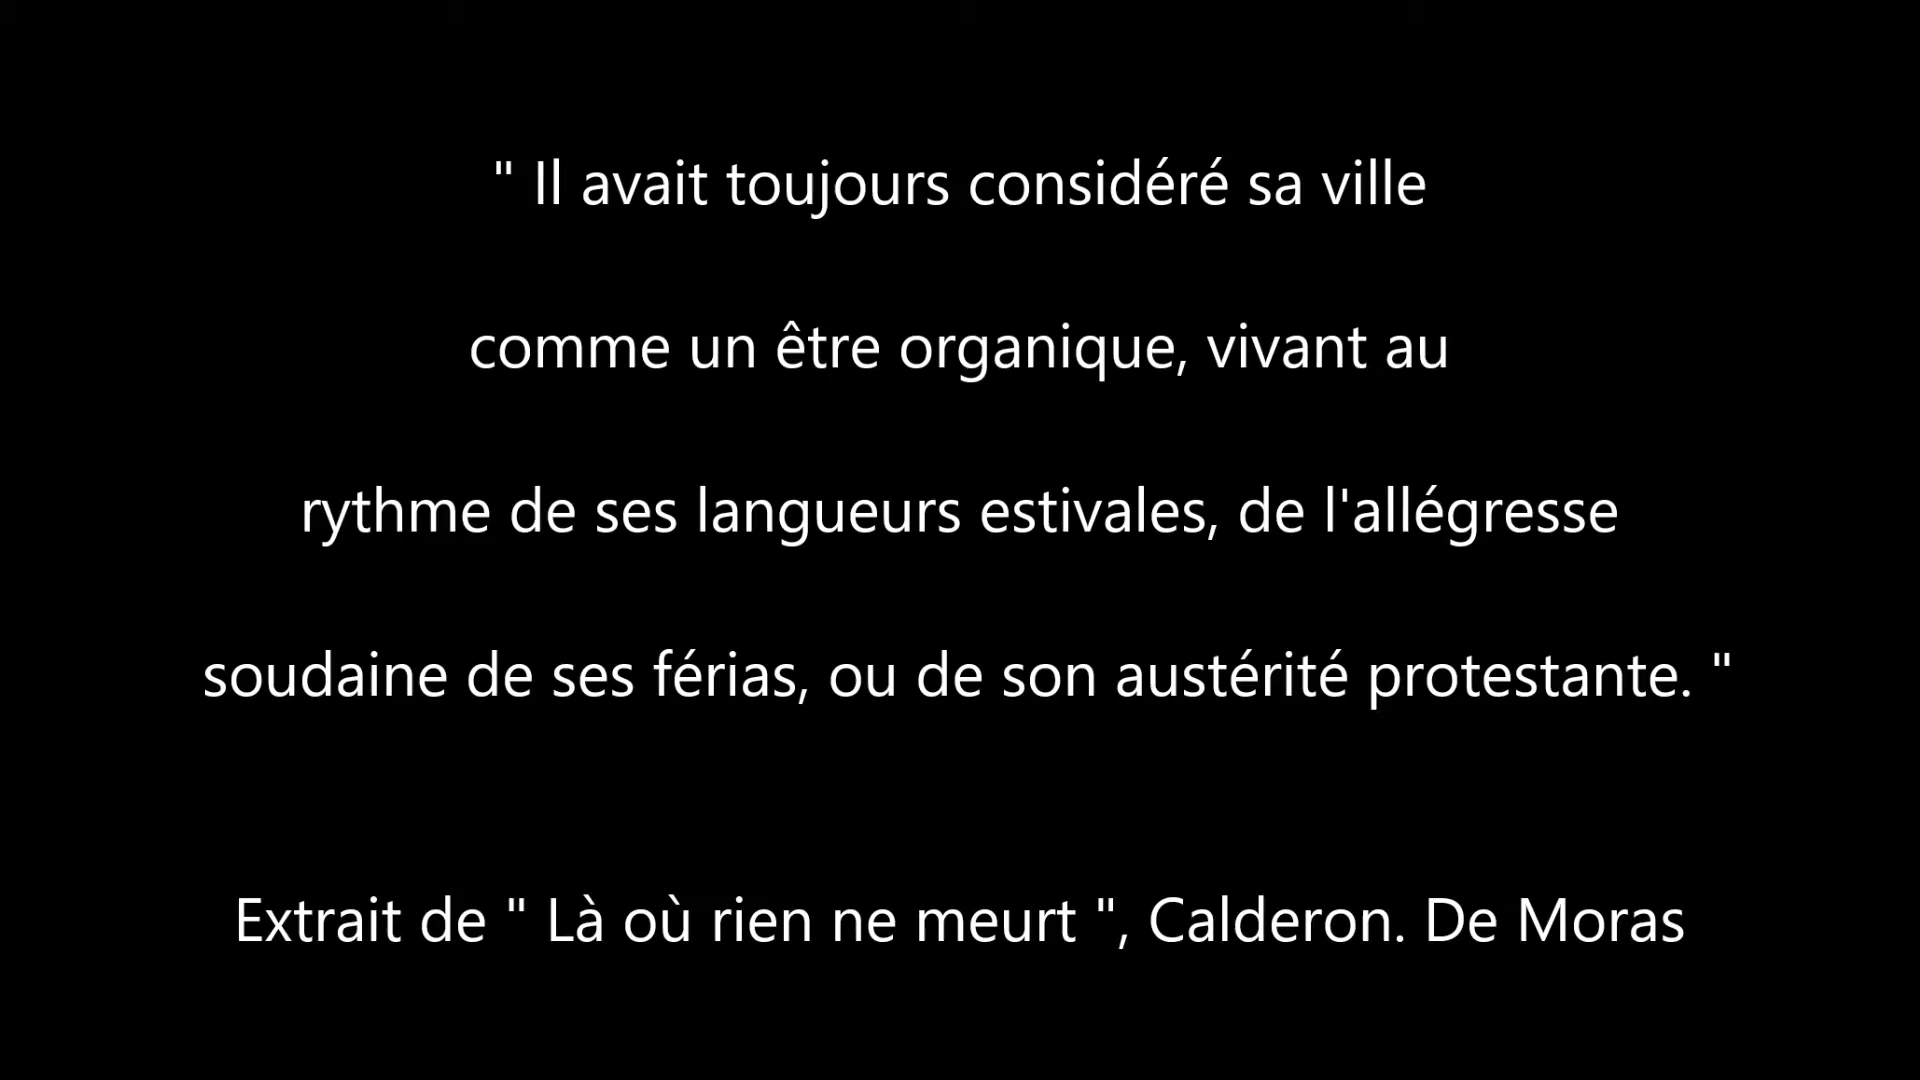 " Il avait toujours considéré sa ville
comme un être organique, vivant au
rythme de ses langueurs estivales, de l'allégresse
soudaine de ses férias, ou de son austérité protestante. "
Extrait de " Là où rien ne meurt ", Calderon. De Moras